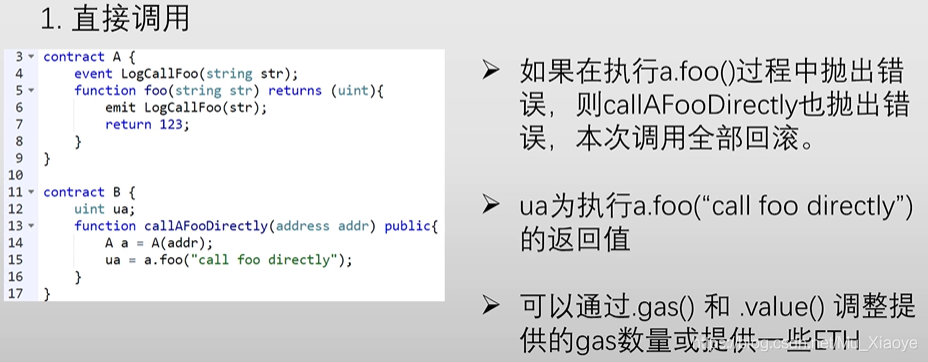 1. 直接调用
3 contract A {
4 event LogCallFoo(string str);
5 function foo(string str) returns (uint){
6 emit LogCallFoo(str);
7 return 123;
8 }
9 }
10
11 contract B {
12 uint ua;
13 function callAFooDirectly(address addr) public{
14 A a = A(addr);
15 ua = a.foo("call foo directly");
16 }
17 }
➢ 如果在执行a.foo()过程中抛出错
误，则callAFooDirectly也抛出错
误，本次调用全部回滚。
➢ ua为执行a.foo(“call foo directly”)
的返回值
➢ 可以通过.gas() 和 .value() 调整提
供的gas数量或提供一些ETH